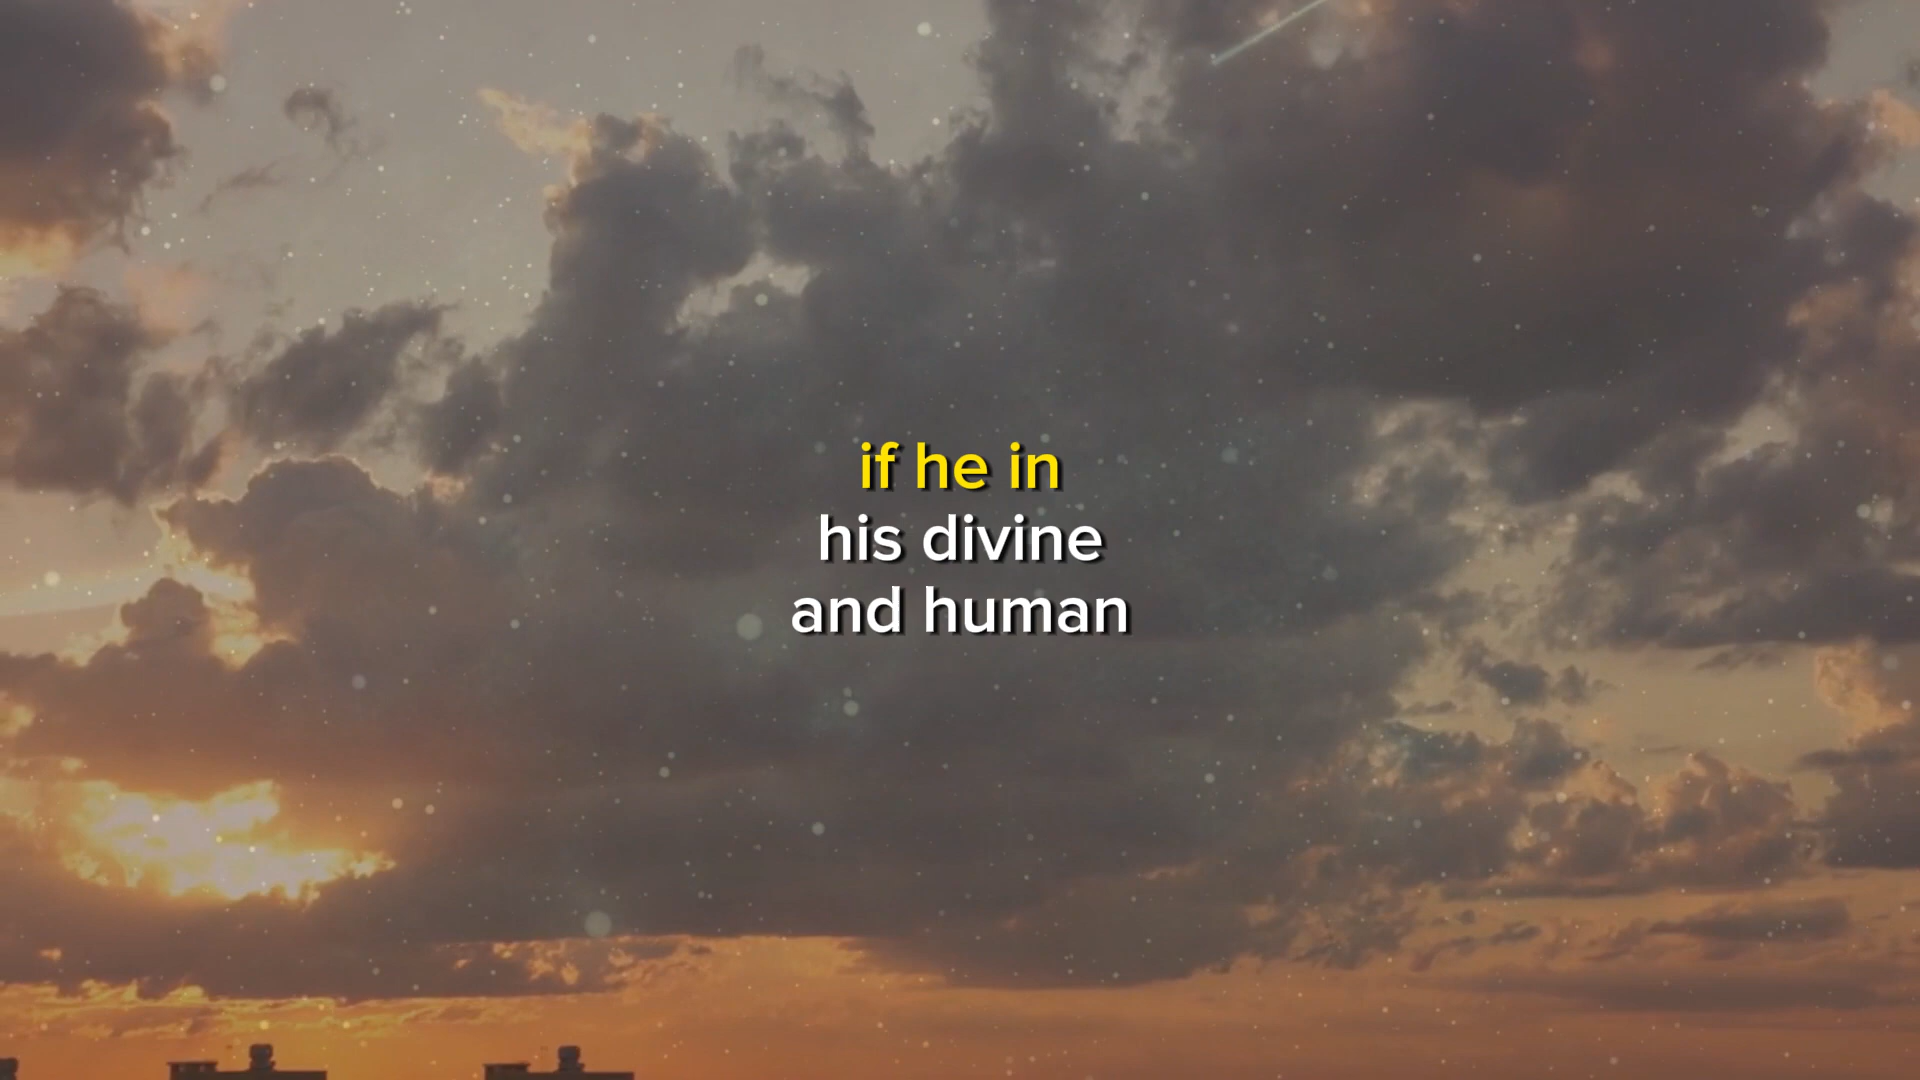 if he in
his divine
and human